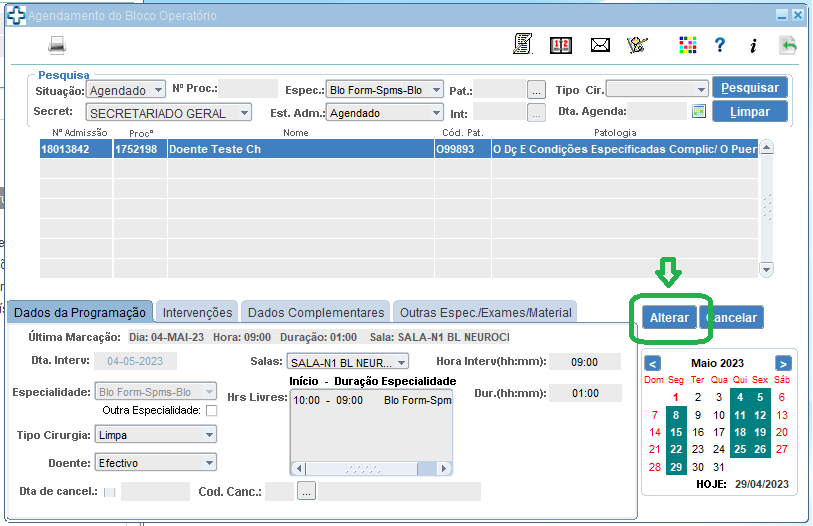 Agendamento do Bloco Operatório
Pesquisa
Situação: Agendado Nº Proc.: Espec.: Blo Form-Spms-Blo Pat.: ... Tipo Cir. Pesquisar
Secret: SECRETARIADO GERAL Est. Adm.: Agendado Int: ... Dta. Agenda: Limpar
Nº Admissão Procº Nome Cód. Pat. Patologia
18013842 1752198 Doente Teste Ch O99893 O Dç E Condições Especificadas Complic/ O Puer
Dados da Programação Intervenções Dados Complementares Outras Espec./Exames/Material Alterar Cancelar
Última Marcação: Dia: 04-MAI-23 Hora: 09:00 Duração: 01:00 Sala: SALA-N1 BL NEUROCI
Dta. Interv: 04-05-2023 Salas: SALA-N1 BL NEUR... Hora Interv(hh:mm): 09:00
Especialidade: Blo Form-Spms-Blo Hrs Livres: Início - Duração Especialidade Dur.(hh:mm): 01:00
10:00 - 09:00 Blo Form-Spm
Outra Especialidade:
Tipo Cirurgia: Limpa
Doente: Efectivo
Dta de cancel.: Cod. Canc.: ...
< Maio 2023 >
Dom Seg Ter Qua Qui Sex Sáb
1 2 3 4 5 6
7 8 9 10 11 12 13
14 15 16 17 18 19 20
21 22 23 24 25 26 27
28 29 30 31
HOJE: 29/04/2023